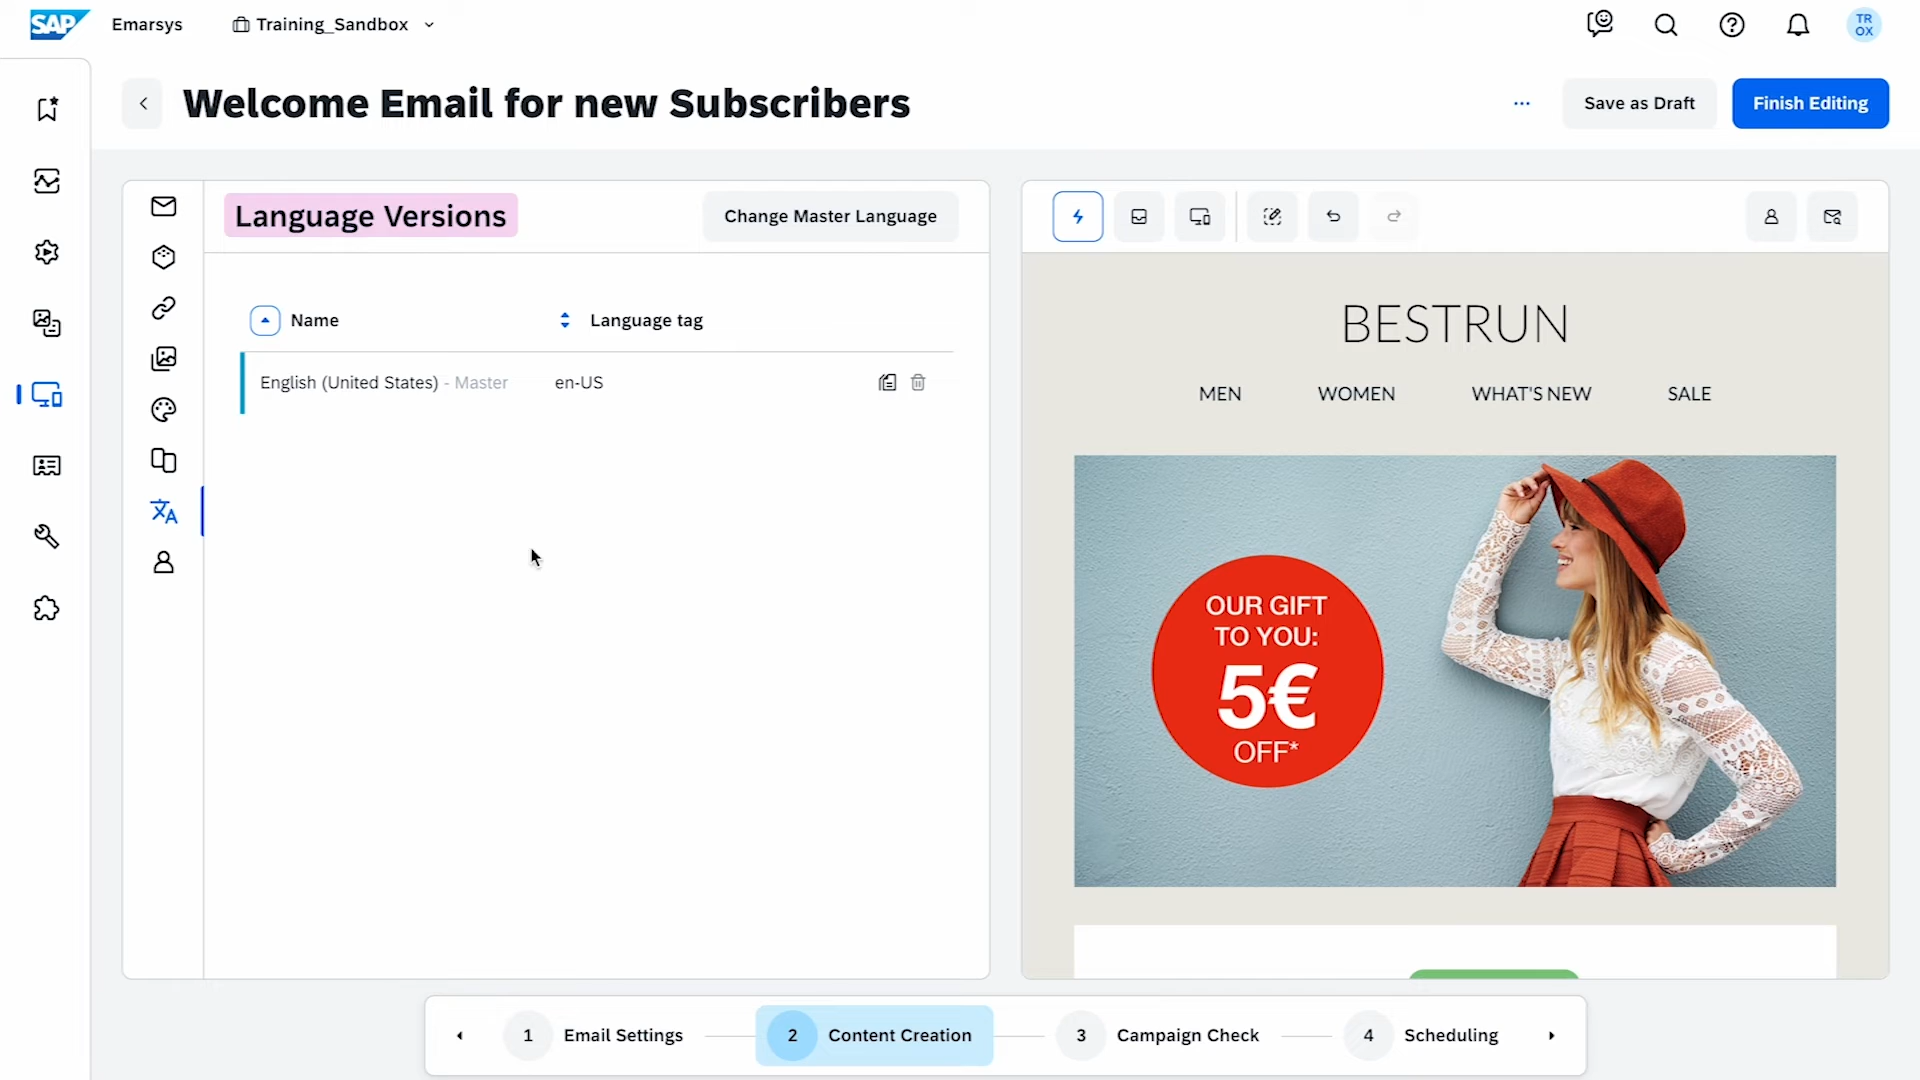 SAP
Emarsys
Training_Sandbox
TR
OX
Welcome Email for new Subscribers
Save as Draft
Finish Editing
Language Versions
Change Master Language
Name
Language tag
English (United States) - Master
en-US
BESTRUN
MEN
WOMEN
WHAT'S NEW
SALE
OUR GIFT
TO YOU:
5€
OFF*
1
Email Settings
2
Content Creation
3
Campaign Check
4
Scheduling